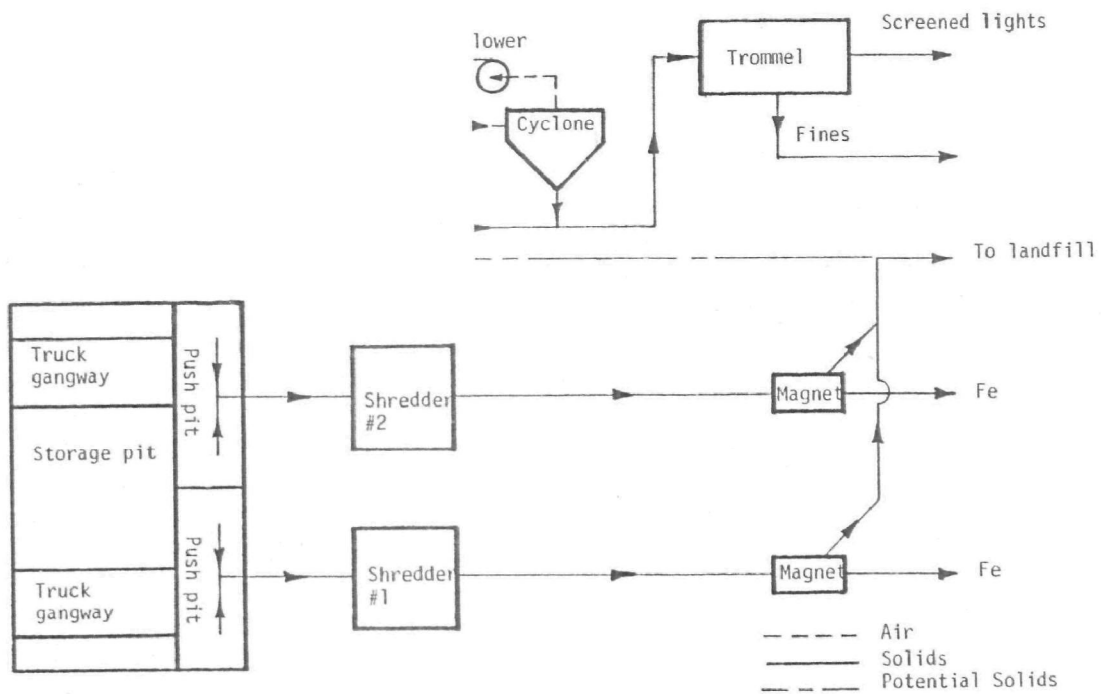 Screened lights
lower
Trommel
Cyclone
Fines
To landfill
Truck
gangway
Push pit
Shredder
#2
Magnet
Fe
Storage pit
Push pit
Shredder
#1
Magnet
Fe
Truck
gangway
Air
Solids
Potential Solids